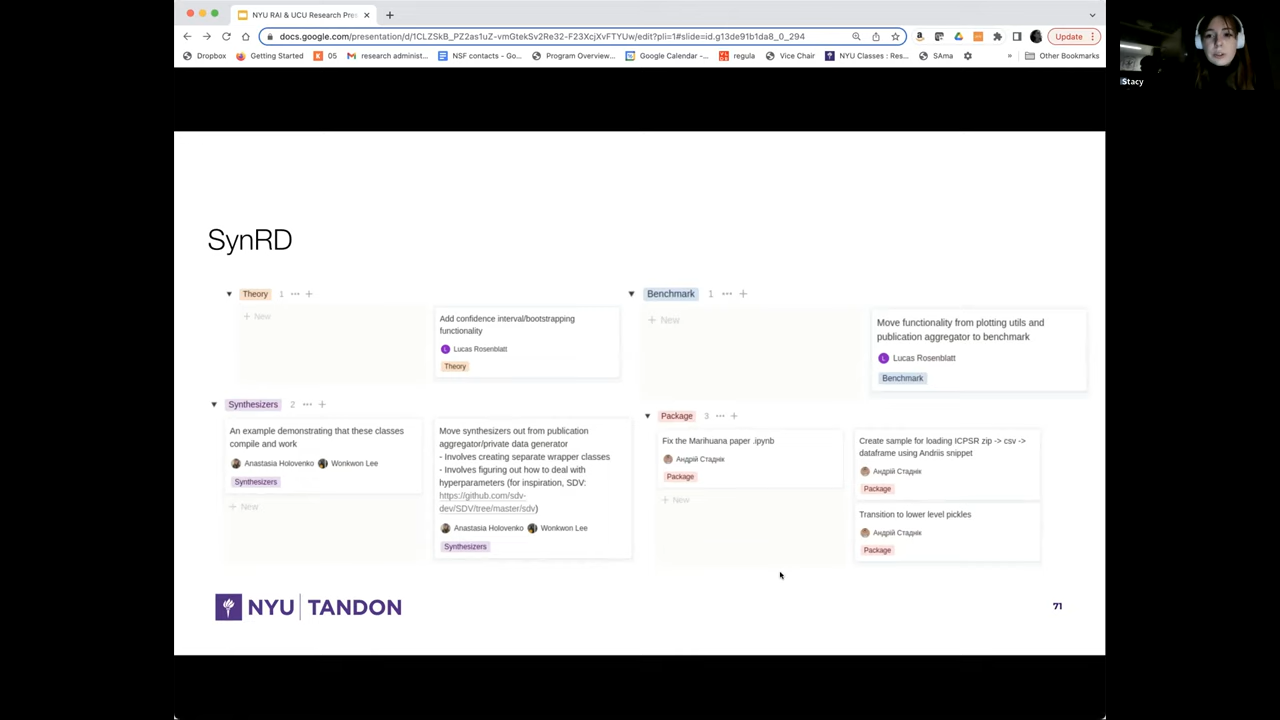 NYU RAI & UCU Research Pres
docs.google.com/presentation/d/1CLZSkB_PZ2as1uZ-vmGtekSv2Re32-F23XcjXvFTYUw/edit?pli=1#slide=id.g13de91b1da8_0_294
Update
Dropbox
Getting Started
05
research administ...
NSF contacts - Go...
Program Overview...
Google Calendar -...
regula
Vice Chair
NYU Classes : Res...
SAma
»
Other Bookmarks
Stacy
SynRD
Theory 1 ... +
+ New
Add confidence interval/bootstrapping
functionality
L Lucas Rosenblatt
Theory
Benchmark 1 ... +
+ New
Move functionality from plotting utils and
publication aggregator to benchmark
L Lucas Rosenblatt
Benchmark
Synthesizers 2 ... +
An example demonstrating that these classes
compile and work
Anastasia Holovenko Wonkwon Lee
Synthesizers
+ New
Move synthesizers out from publication
aggregator/private data generator
- Involves creating separate wrapper classes
- Involves figuring out how to deal with
hyperparameters (for inspiration, SDV:
https://github.com/sdv-
dev/SDV/tree/master/sdv)
Anastasia Holovenko Wonkwon Lee
Synthesizers
Package 3 ... +
Fix the Marihuana paper .ipynb
Андрій Стаднік
Package
+ New
Create sample for loading ICPSR zip -> csv ->
dataframe using Andriis snippet
Андрій Стаднік
Package
Transition to lower level pickles
Андрій Стаднік
Package
NYU TANDON
71